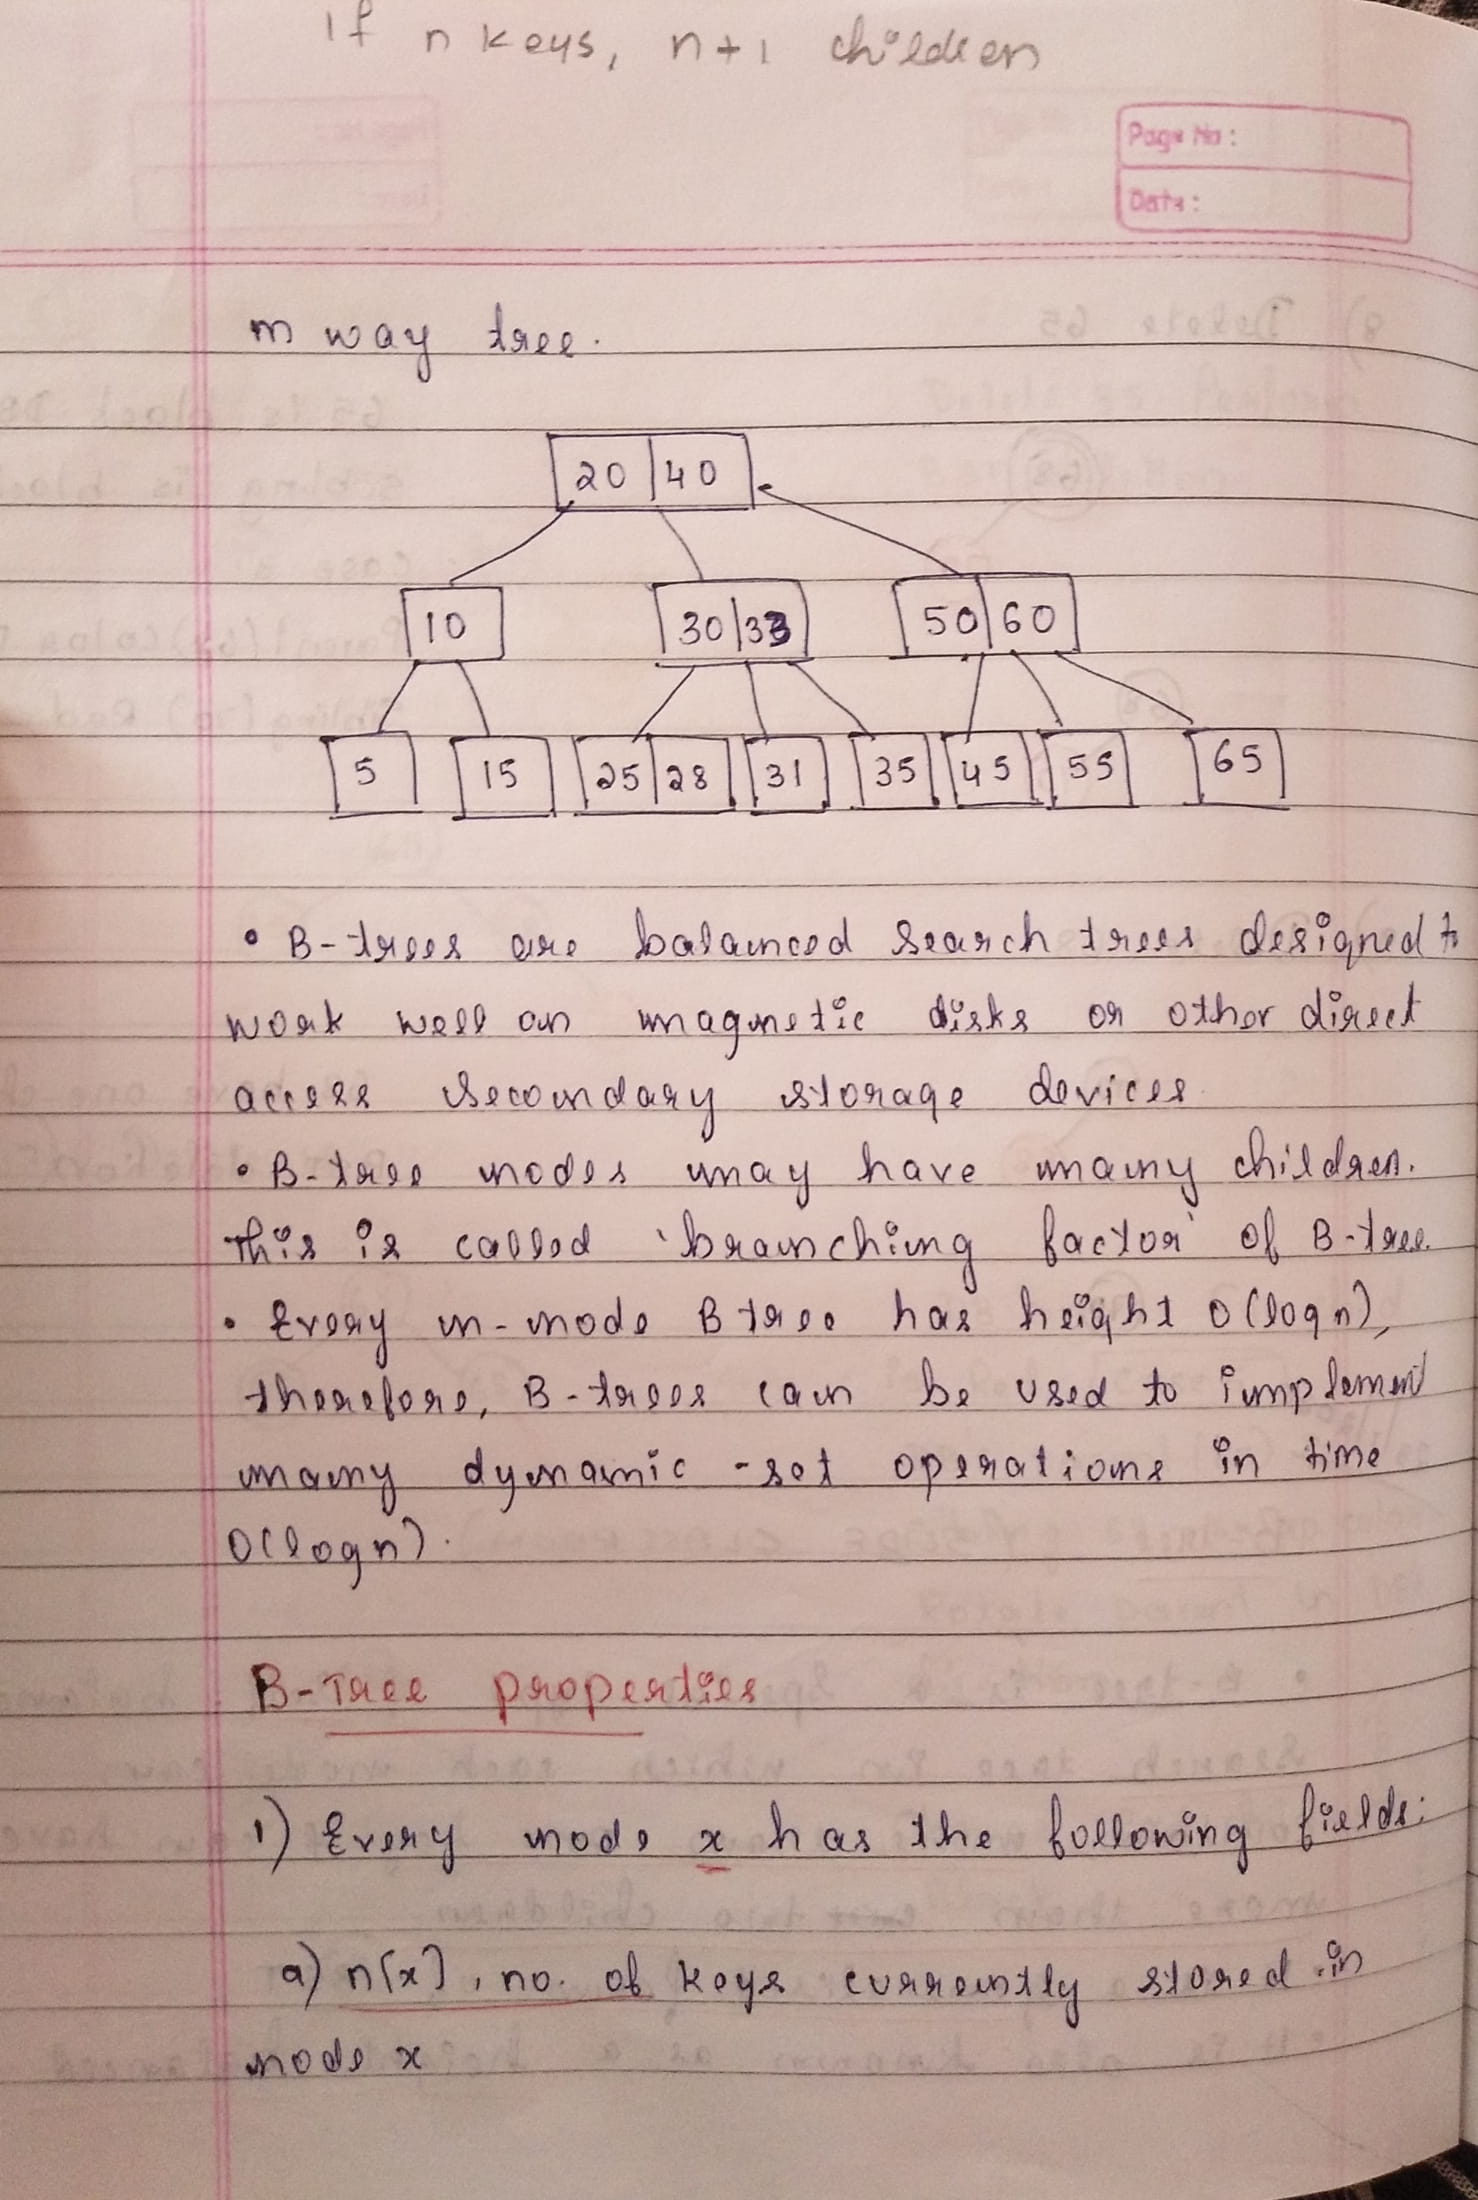 If n keys, n+1 children
Page No:
Date:
m way tree.
20 40
10 30 33 50 60
5 15 25 28 31 35 45 55 65
• B-trees are balanced search trees designed to
work well on magnetic disks or other direct
access secondary storage devices
• B-tree nodes may have many children.
This is called 'branching factor' of B-tree.
• Every n-node B tree has height O(logn),
therefore, B-trees can be used to implement
many dynamic-set operations in time
O(logn).
B-Tree properties
1) Every node x has the following fields:
a) n[x], no. of keys currently stored in
node x